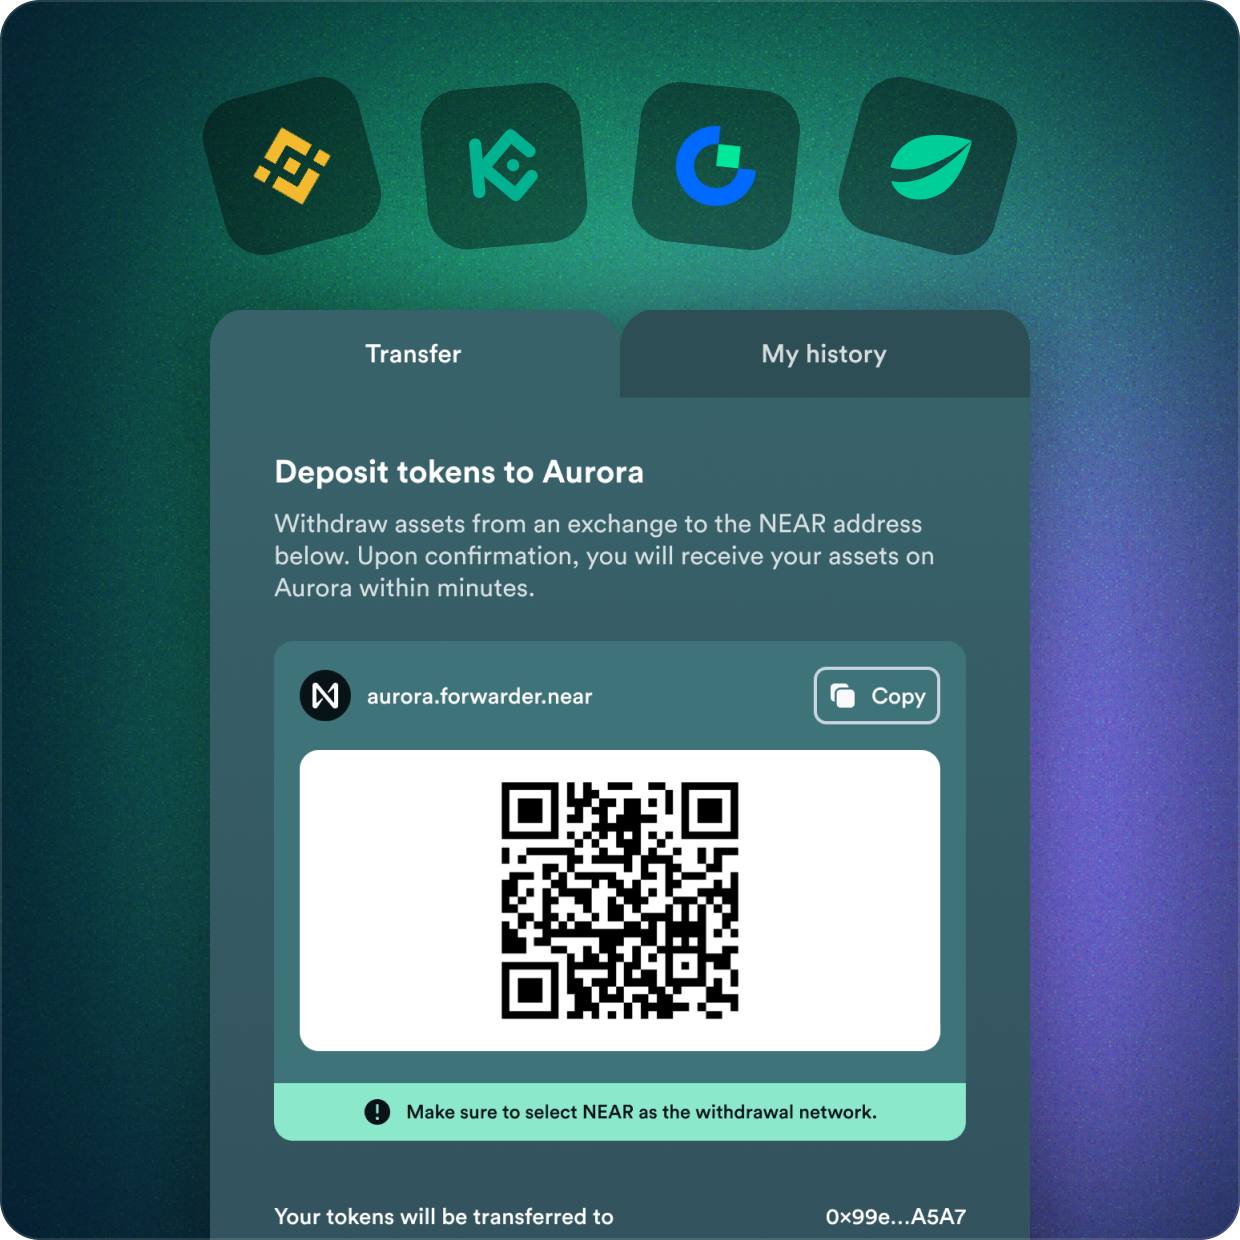 Transfer
My history
Deposit tokens to Aurora
Withdraw assets from an exchange to the NEAR address
below. Upon confirmation, you will receive your assets on
Aurora within minutes.
aurora.forwarder.near
Copy
Make sure to select NEAR as the withdrawal network.
Your tokens will be transferred to
0×99e...A5A7